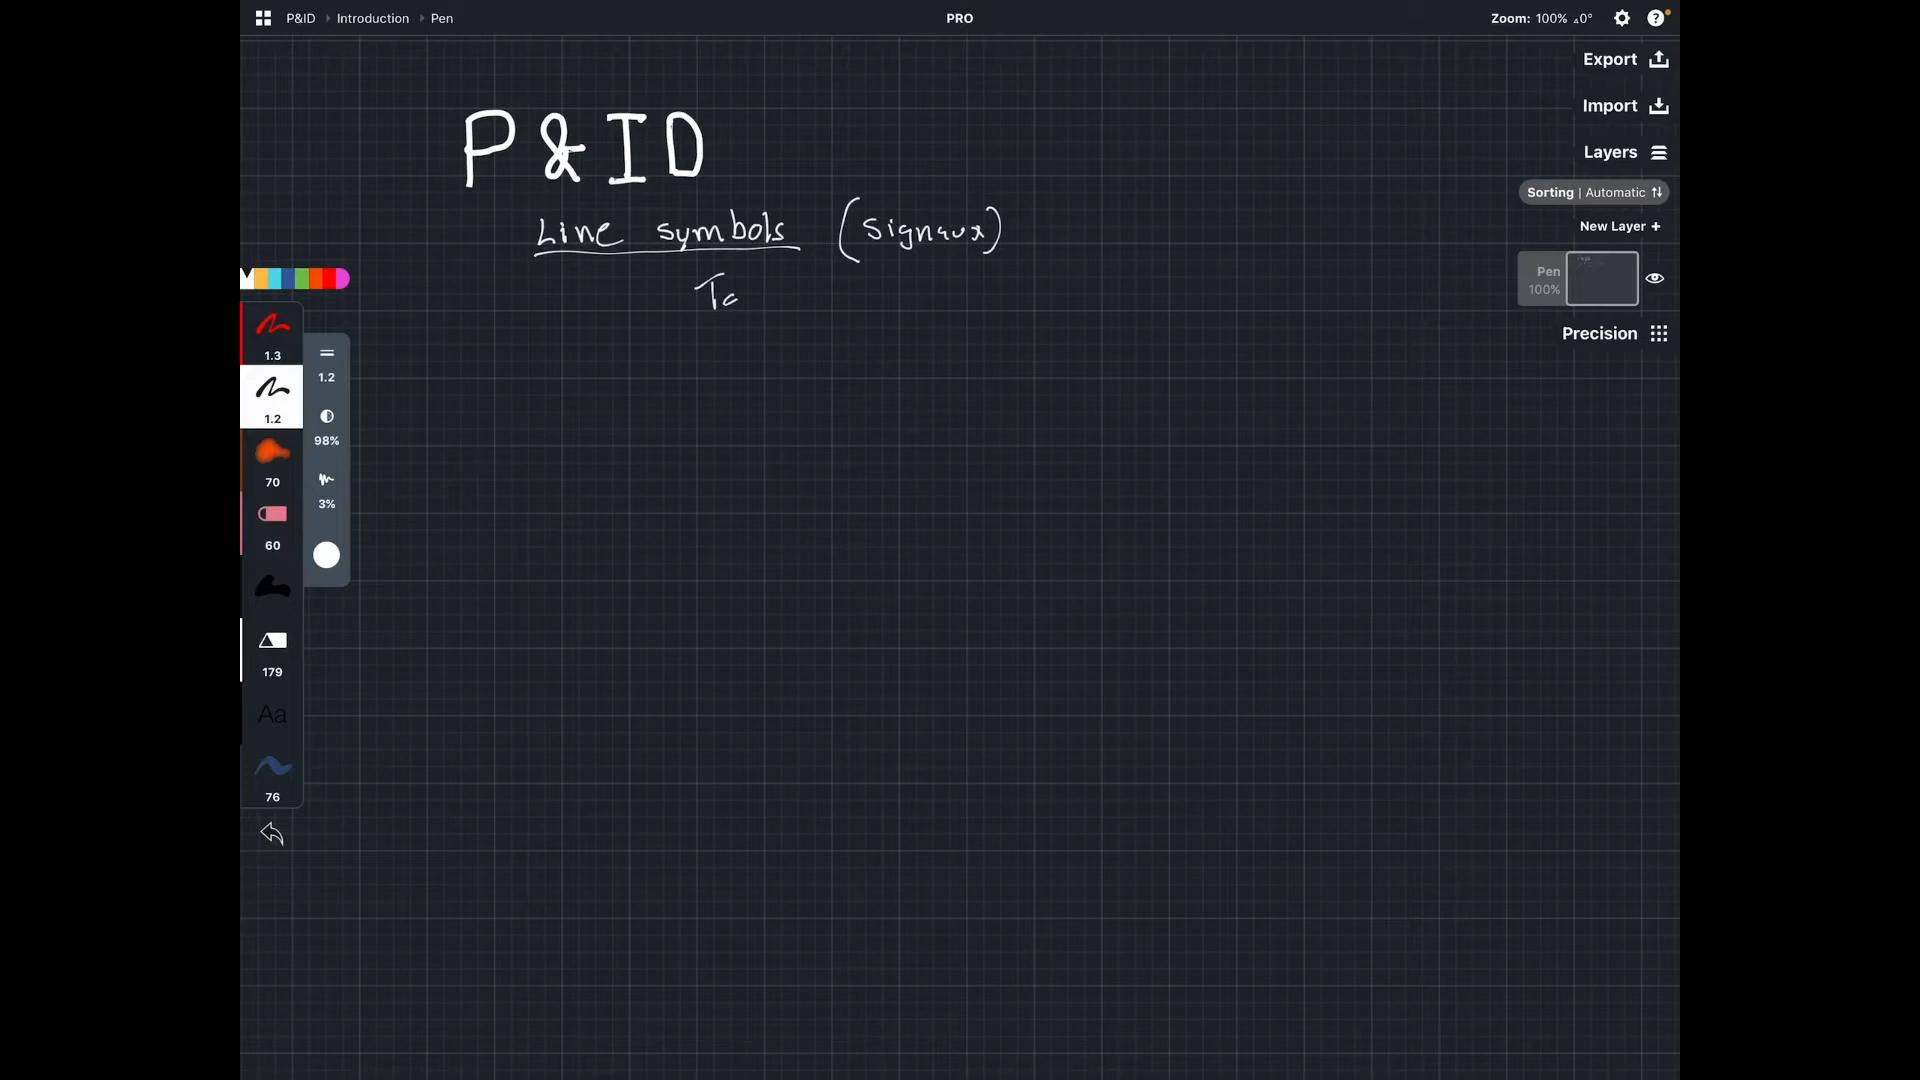 P&ID Introduction Pen PRO Zoom: 100% 0°
Export
Import
Layers
Sorting | Automatic
New Layer +
Pen
100%
Precision
P&ID
Line symbols (Signaux)
1.3
1.2
70
60
179
Aa
76
1.2
98%
3%